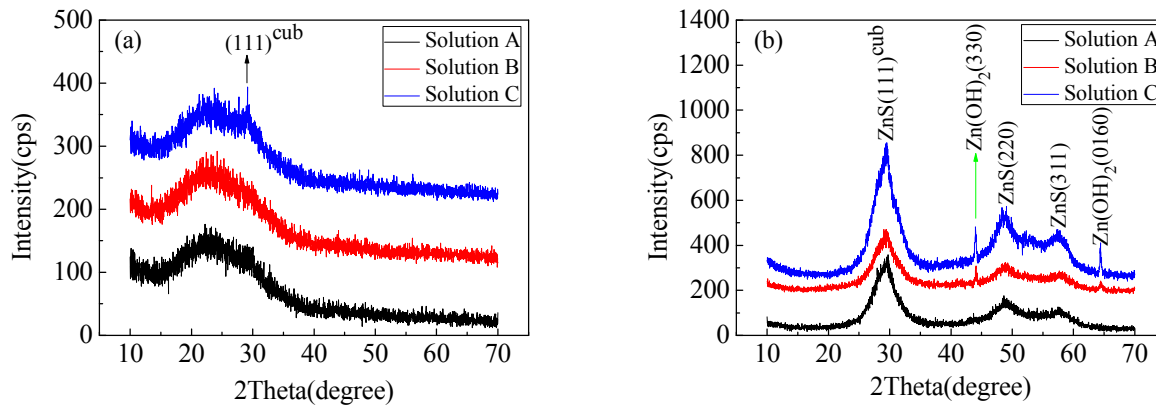 (a)
(111)^cub
Solution A
Solution B
Solution C
500
400
300
200
100
0
Intensity(cps)
10 20 30 40 50 60 70
2Theta(degree)
(b)
ZnS(111)^cub
Zn(OH)_2(330)
ZnS(220)
ZnS(311)
Zn(OH)_2(0160)
Solution A
Solution B
Solution C
1400
1200
1000
800
600
400
200
0
Intensity(cps)
10 20 30 40 50 60 70
2Theta(degree)